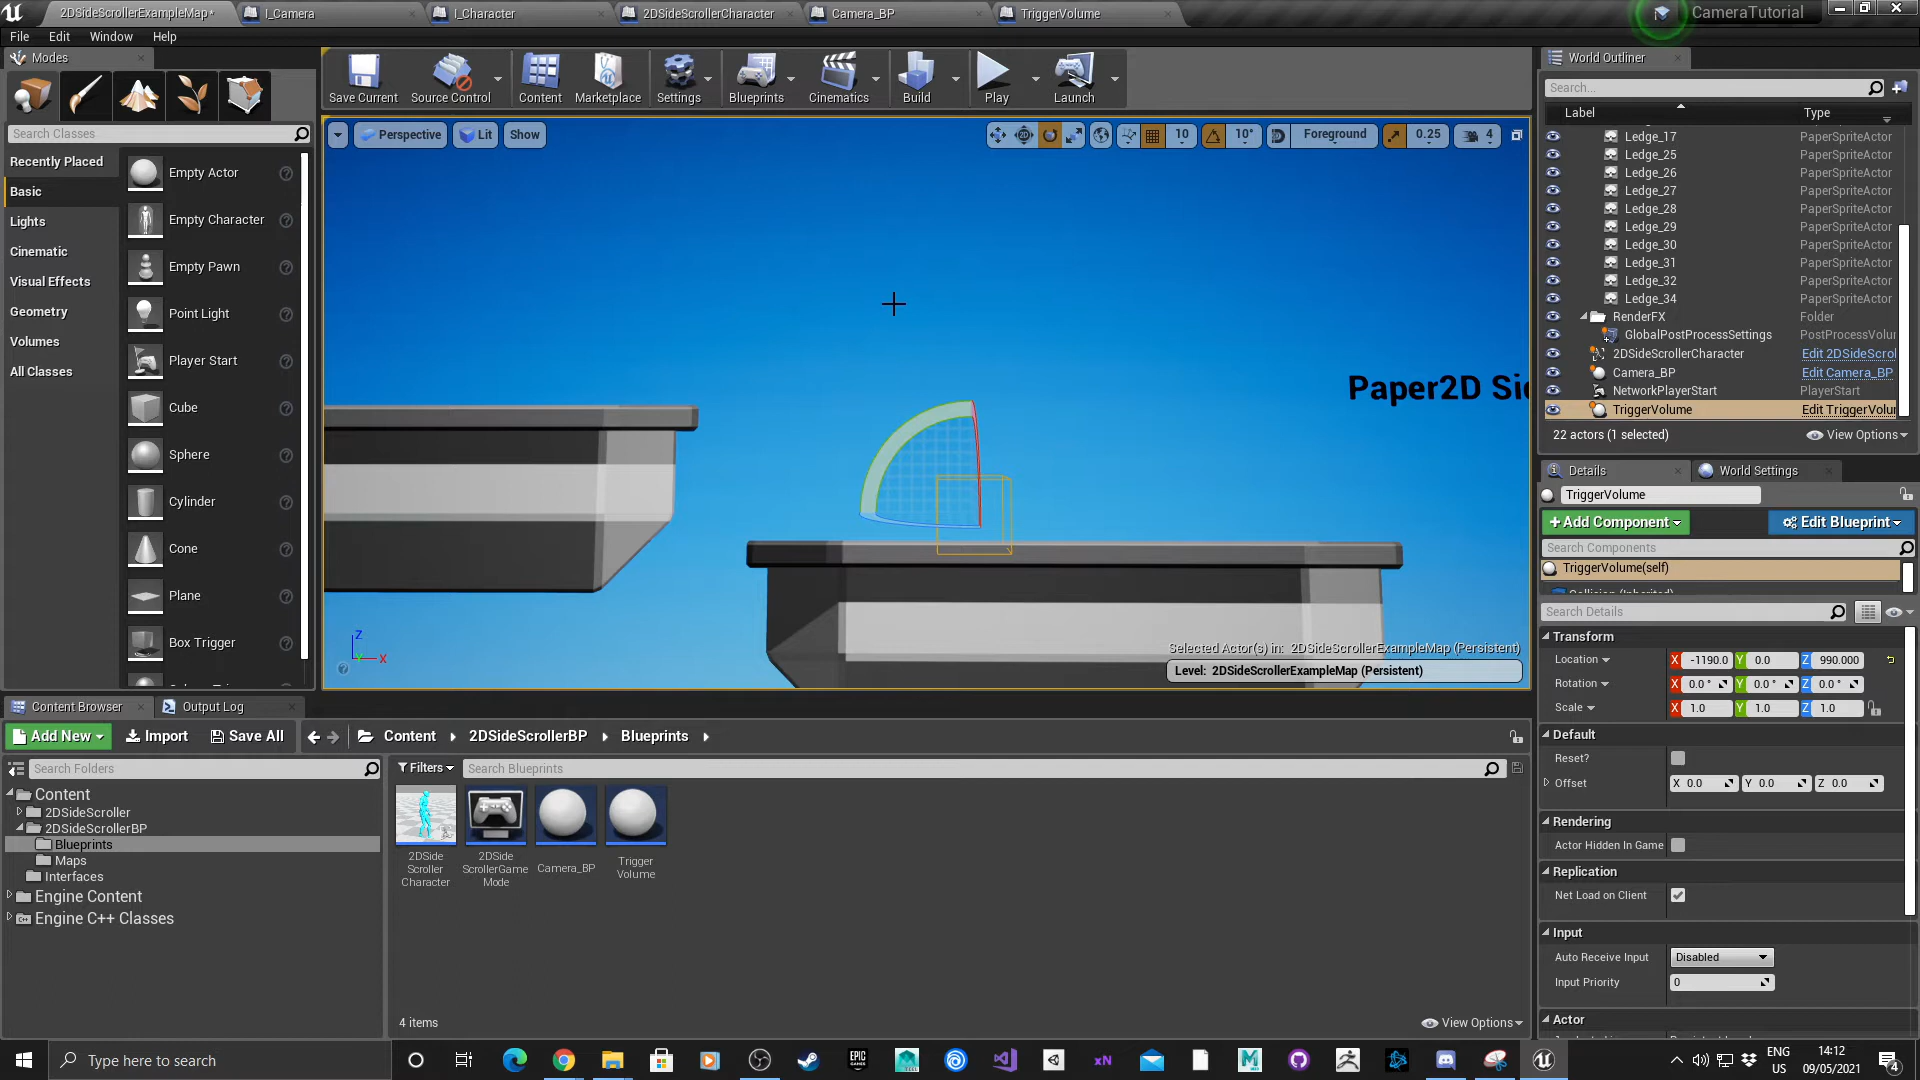 2DSideScrollerExampleMap*
I_Camera
I_Character
2DSideScrollerCharacter
Camera_BP
TriggerVolume
CameraTutorial
File Edit Window Help
Modes
Search Classes
Recently Placed
Basic
Lights
Cinematic
Visual Effects
Geometry
Volumes
All Classes
Empty Actor
Empty Character
Empty Pawn
Point Light
Player Start
Cube
Sphere
Cylinder
Cone
Plane
Box Trigger
Save Current
Source Control
Content
Marketplace
Settings
Blueprints
Cinematics
Build
Play
Launch
Perspective
Lit
Show
10
10°
Foreground
0.25
4
Paper2D Si
Z
X
Selected Actor(s) in: 2DSideScrollerExampleMap (Persistent)
Level: 2DSideScrollerExampleMap (Persistent)
World Outliner
Search...
Label Type
Ledge_17 PaperSpriteActor
Ledge_25 PaperSpriteActor
Ledge_26 PaperSpriteActor
Ledge_27 PaperSpriteActor
Ledge_28 PaperSpriteActor
Ledge_29 PaperSpriteActor
Ledge_30 PaperSpriteActor
Ledge_31 PaperSpriteActor
Ledge_32 PaperSpriteActor
Ledge_34 PaperSpriteActor
RenderFX Folder
GlobalPostProcessSettings PostProcessVolu
2DSideScrollerCharacter Edit 2DSideScrol
Camera_BP Edit Camera_BP
NetworkPlayerStart PlayerStart
TriggerVolume Edit TriggerVolu
22 actors (1 selected)
View Options
Details
World Settings
TriggerVolume
+Add Component
Edit Blueprint
Search Components
TriggerVolume(self)
Search Details
Transform
Location X -1190.0 Y 0.0 Z 990.000
Rotation X 0.0 ° Y 0.0 ° Z 0.0 °
Scale X 1.0 Y 1.0 Z 1.0
Default
Reset?
Offset X 0.0 Y 0.0 Z 0.0
Rendering
Actor Hidden In Game
Replication
Net Load on Client
Input
Auto Receive Input Disabled
Input Priority 0
Actor
Content Browser
Output Log
Add New
Import
Save All
Content
2DSideScrollerBP
Blueprints
Search Folders
Filters
Search Blueprints
Content
2DSideScroller
2DSideScrollerBP
Blueprints
Maps
Interfaces
Engine Content
Engine C++ Classes
2DSide
Scroller
Character
2DSide
ScrollerGame
Mode
Camera_BP
Trigger
Volume
4 items
View Options
Type here to search
EPIC
GAMES
xN
ENG
US
14:12
09/05/2021
4